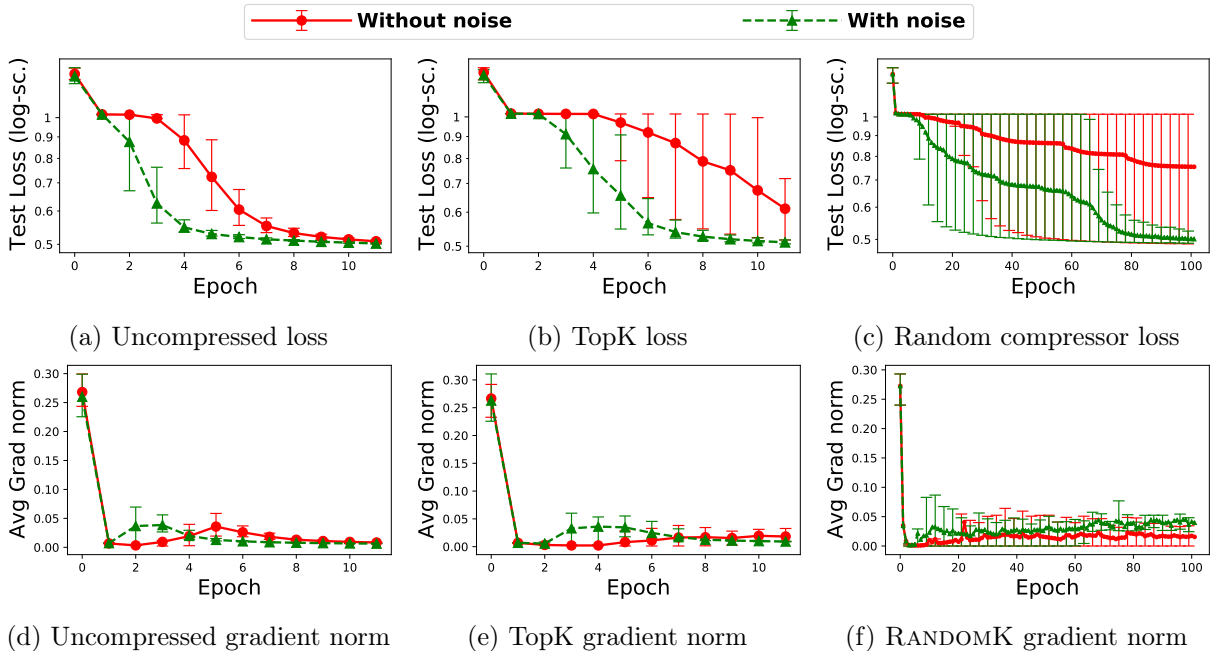 Without noise With noise
Test Loss (log-sc.)
1
0.9
0.8
0.7
0.6
0.5
0 2 4 6 8 10
Epoch
(a) Uncompressed loss
Test Loss (log-sc.)
1
0.9
0.8
0.7
0.6
0.5
0 2 4 6 8 10
Epoch
(b) TopK loss
Test Loss (log-sc.)
1
0.9
0.8
0.7
0.6
0.5
0 20 40 60 80 100
Epoch
(c) Random compressor loss
Avg Grad norm
0.30
0.25
0.20
0.15
0.10
0.05
0.00
0 2 4 6 8 10
Epoch
(d) Uncompressed gradient norm
Avg Grad norm
0.30
0.25
0.20
0.15
0.10
0.05
0.00
0 2 4 6 8 10
Epoch
(e) TopK gradient norm
Avg Grad norm
0.30
0.25
0.20
0.15
0.10
0.05
0.00
0 20 40 60 80 100
Epoch
(f) RANDOMK gradient norm